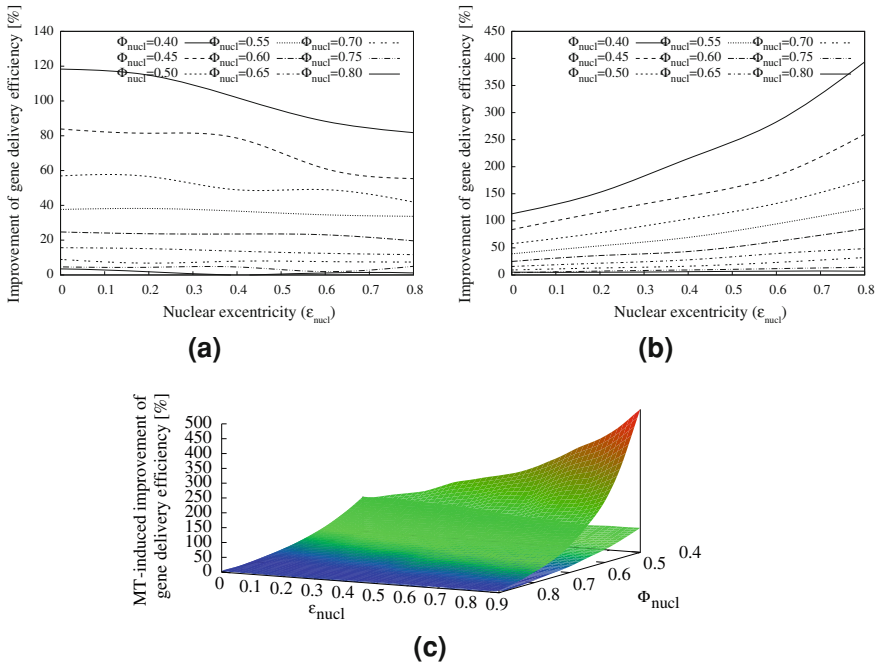 Improvement of gene delivery efficiency [%]
140
120
100
80
60
40
20
0
Φnucl=0.40
Φnucl=0.45
Φnucl=0.50
Φnucl=0.55
Φnucl=0.60
Φnucl=0.65
Φnucl=0.70
Φnucl=0.75
Φnucl=0.80
0 0.1 0.2 0.3 0.4 0.5 0.6 0.7 0.8
Nuclear excentricity (εnucl)
(a)
Improvement of gene delivery efficiency [%]
450
400
350
300
250
200
150
100
50
0
Φnucl=0.40
Φnucl=0.45
Φnucl=0.50
Φnucl=0.55
Φnucl=0.60
Φnucl=0.65
Φnucl=0.70
Φnucl=0.75
Φnucl=0.80
0 0.1 0.2 0.3 0.4 0.5 0.6 0.7 0.8
Nuclear excentricity (εnucl)
(b)
MT-induced improvement of
gene delivery efficiency [%]
500
450
400
350
300
250
200
150
100
50
0
0 0.1 0.2 0.3 0.4 0.5 0.6 0.7 0.8 0.9
εnucl
0.8 0.7 0.6 0.5 0.4
Φnucl
(c)